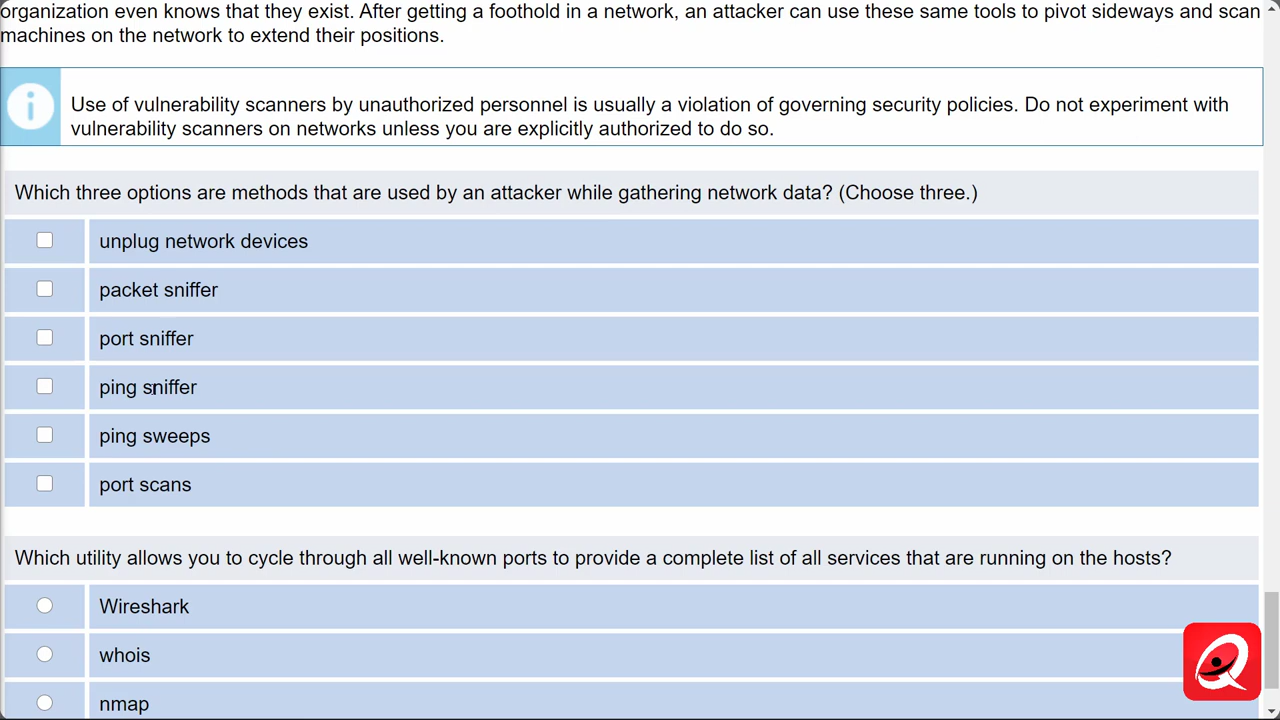 organization even knows that they exist. After getting a foothold in a network, an attacker can use these same tools to pivot sideways and scan
machines on the network to extend their positions.
Use of vulnerability scanners by unauthorized personnel is usually a violation of governing security policies. Do not experiment with
vulnerability scanners on networks unless you are explicitly authorized to do so.
Which three options are methods that are used by an attacker while gathering network data? (Choose three.)
unplug network devices
packet sniffer
port sniffer
ping sniffer
ping sweeps
port scans
Which utility allows you to cycle through all well-known ports to provide a complete list of all services that are running on the hosts?
Wireshark
whois
nmap